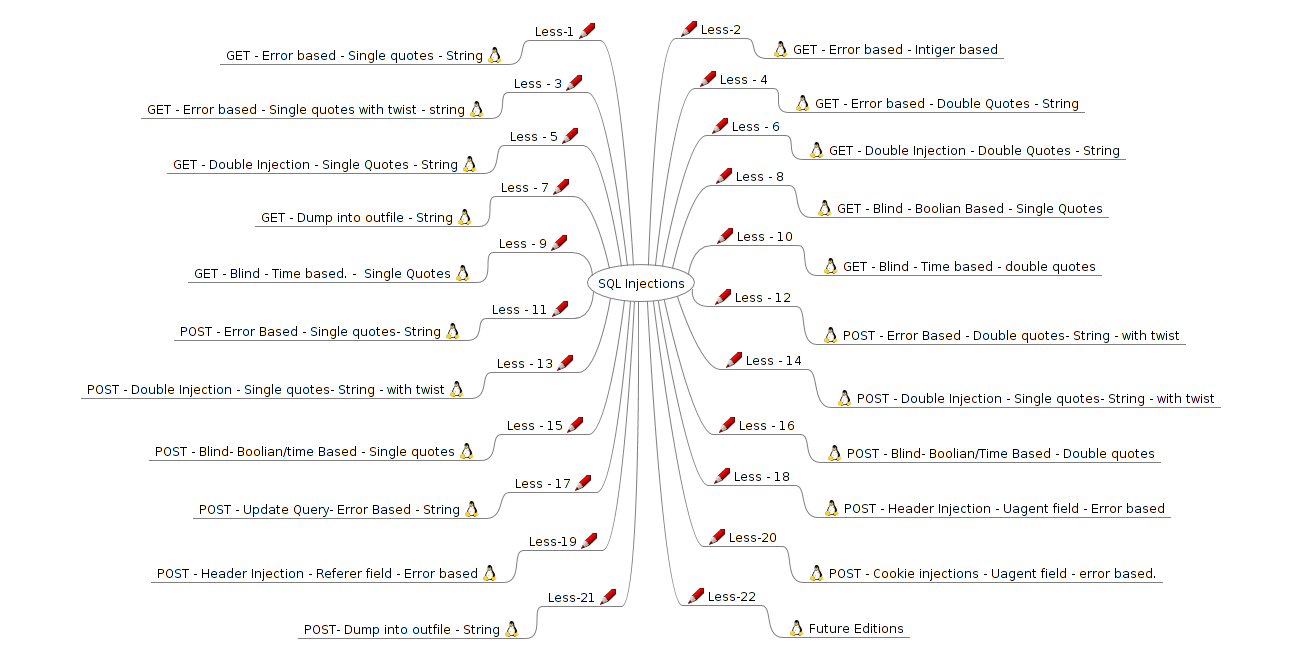 SQL Injections
Less-1
GET - Error based - Single quotes - String
Less - 3
GET - Error based - Single quotes with twist - string
Less - 5
GET - Double Injection - Single Quotes - String
Less - 7
GET - Dump into outfile - String
Less - 9
GET - Blind - Time based. -  Single Quotes
Less - 11
POST - Error Based - Single quotes- String
Less - 13
POST - Double Injection - Single quotes- String - with twist
Less - 15
POST - Blind- Boolian/time Based - Single quotes
Less - 17
POST - Update Query- Error Based - String
Less-19
POST - Header Injection - Referer field - Error based
Less-21
POST- Dump into outfile - String
Less-2
GET - Error based - Intiger based
Less - 4
GET - Error based - Double Quotes - String
Less - 6
GET - Double Injection - Double Quotes - String
Less - 8
GET - Blind - Boolian Based - Single Quotes
Less - 10
GET - Blind - Time based - double quotes
Less - 12
POST - Error Based - Double quotes- String - with twist
Less - 14
POST - Double Injection - Single quotes- String - with twist
Less - 16
POST - Blind- Boolian/Time Based - Double quotes
Less - 18
POST - Header Injection - Uagent field - Error based
Less-20
POST - Cookie injections - Uagent field - error based.
Less-22
Future Editions